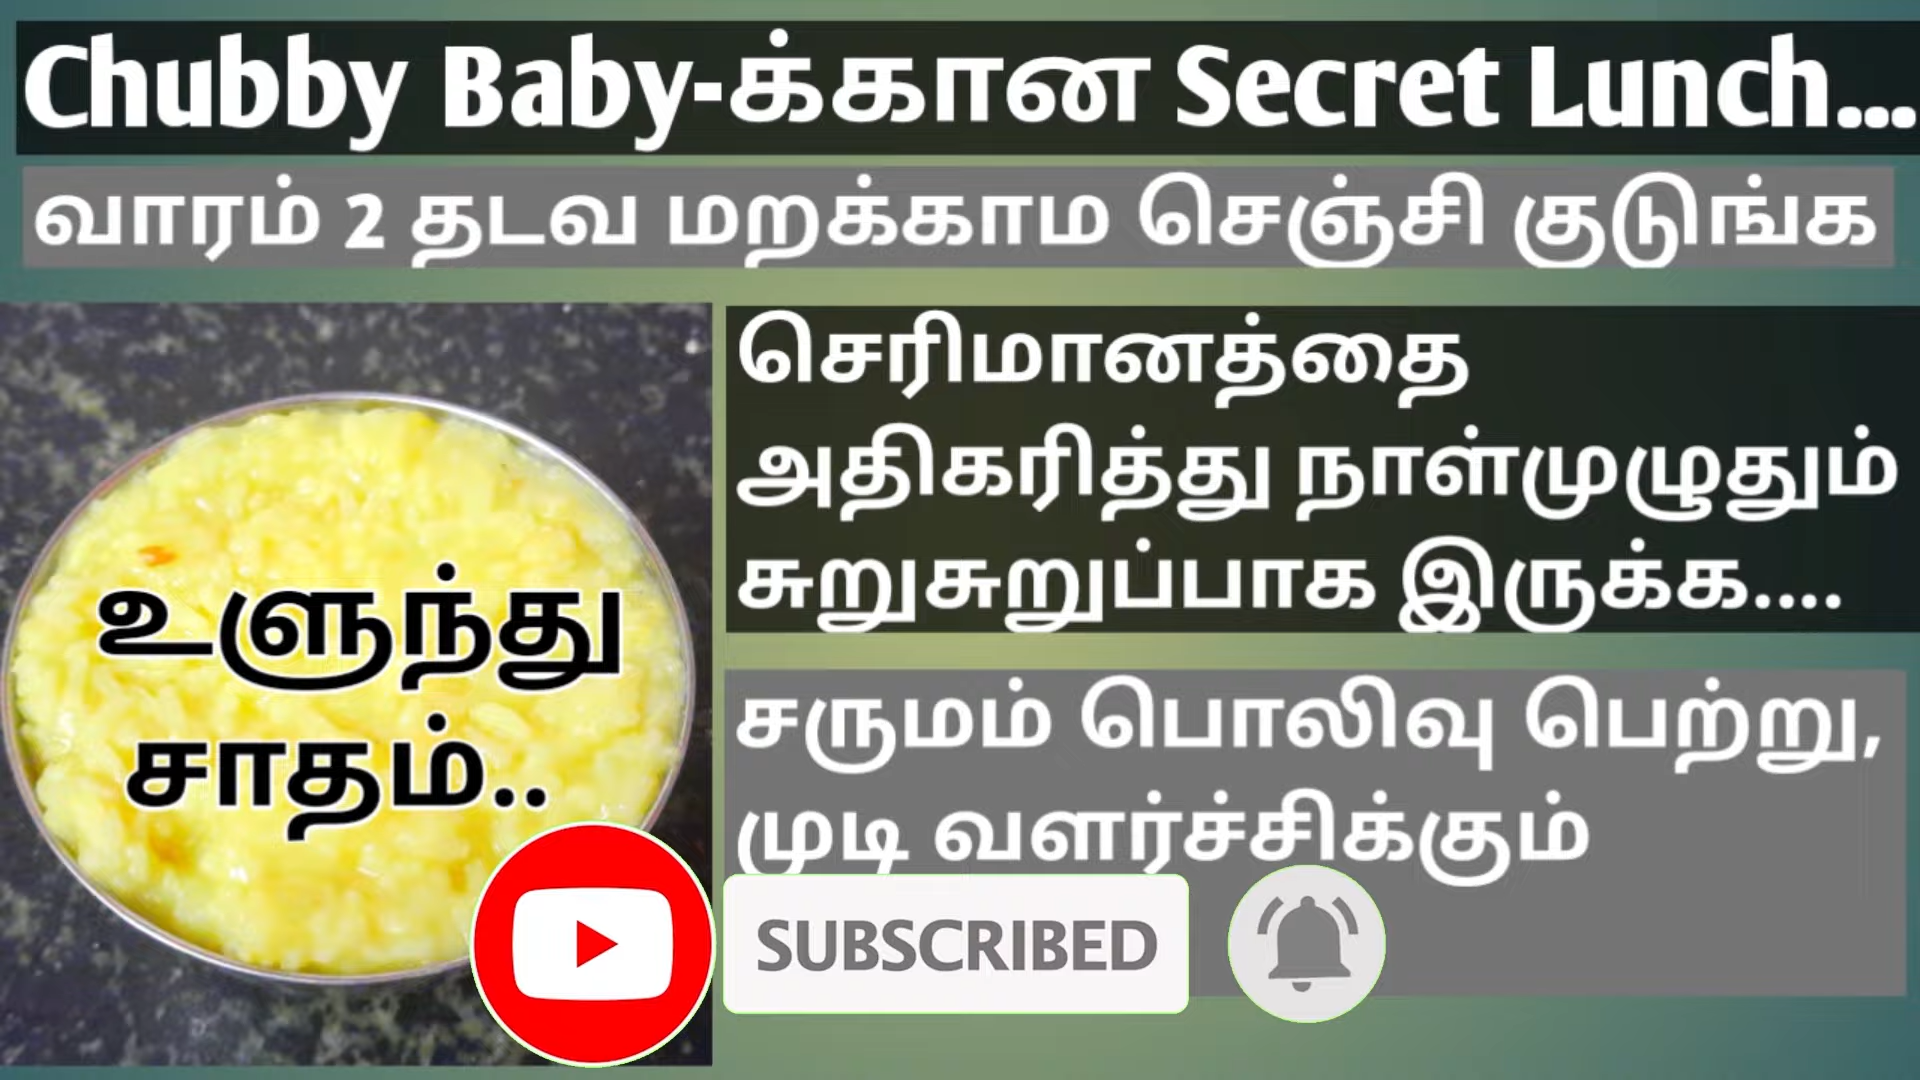 Chubby Baby-க்கான Secret Lunch...
வாரம் 2 தடவ மறக்காம செஞ்சி குடுங்க
செரிமானத்தை
அதிகரித்து நாள்முழுதும்
சுறுசுறுப்பாக இருக்க....
உளுந்து
சாதம்..
சருமம் பொலிவு பெற்று,
முடி வளர்ச்சிக்கும்
SUBSCRIBED